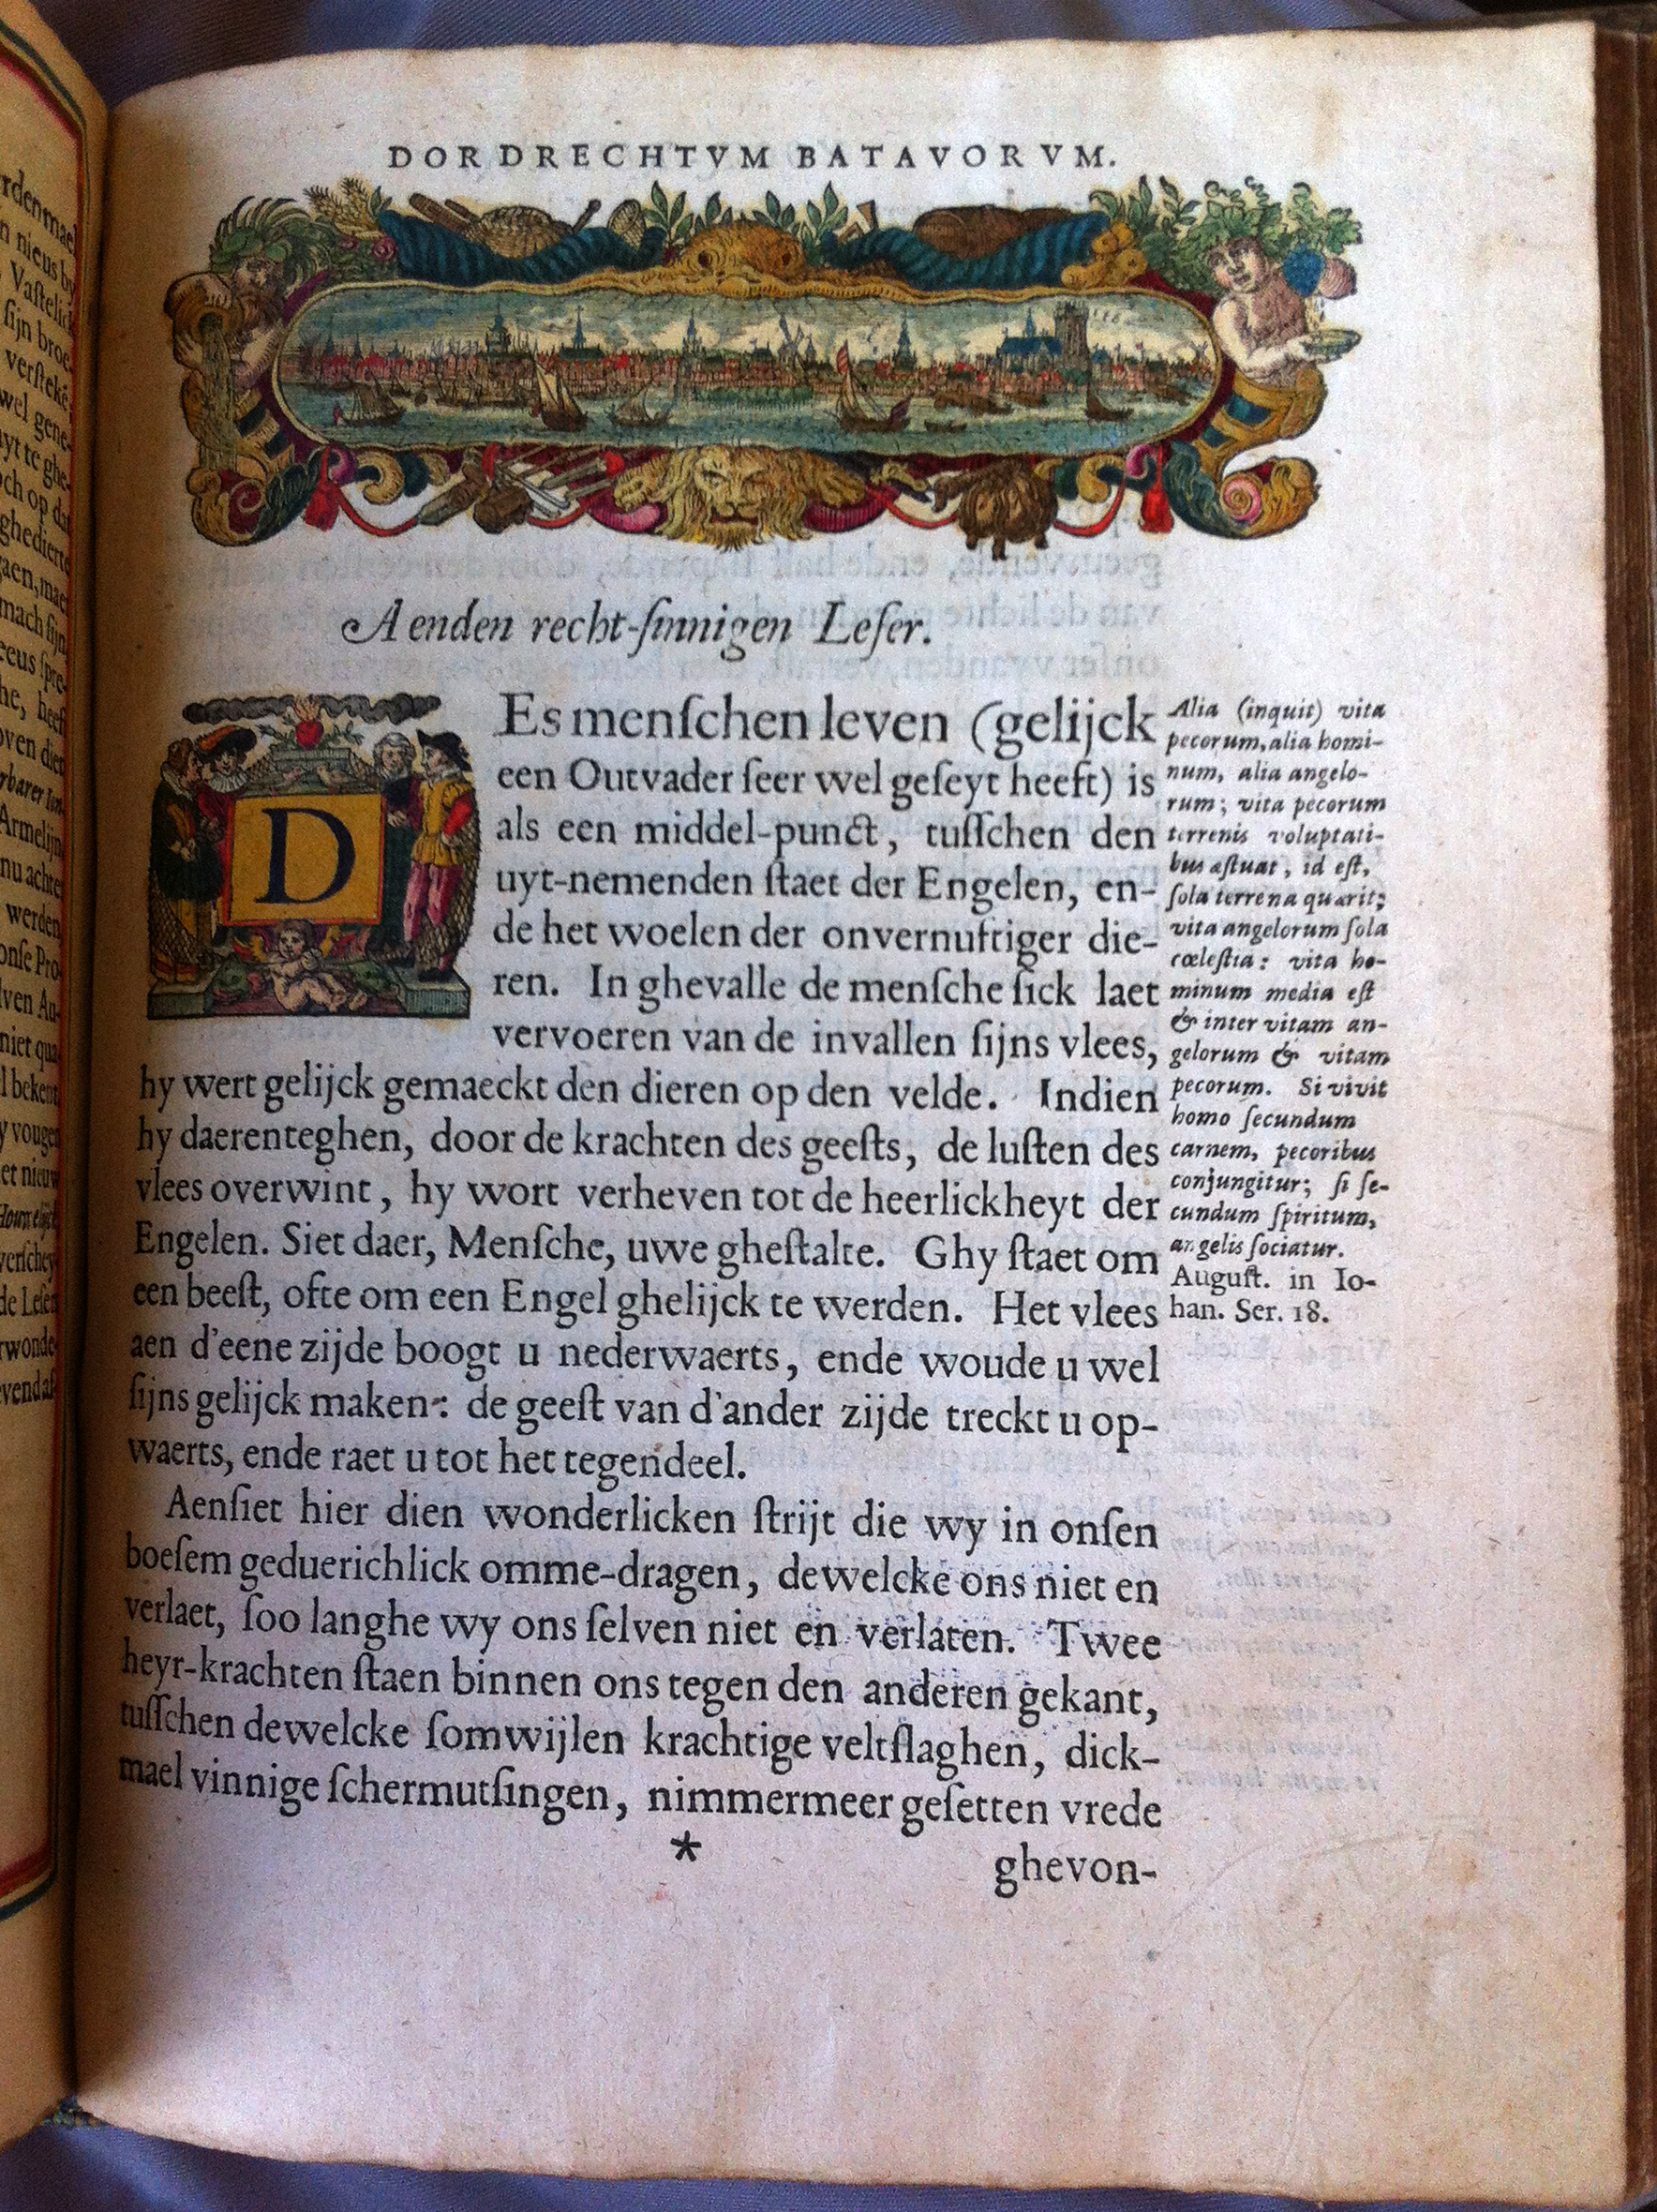 DORDRECHTVM BATAVORVM.
Aenden recht-ſinnigen Leſer.
DEs menſchen leven (gelijck
een Outvader ſeer wel geſeyt heeft) is
als een middel-punct, tuſſchen den
uyt-nemenden ſtaet der Engelen, en-
de het woelen der onvernuftiger die-
ren. In ghevalle de menſche ſick laet
vervoeren van de invallen ſijns vlees,
hy wert gelijck gemaeckt den dieren op den velde. Indien
hy daerenteghen, door de krachten des geeſts, de luſten des
vlees overwint, hy wort verheven tot de heerlickheyt der
Engelen. Siet daer, Menſche, uwe gheſtalte. Ghy ſtaet om
een beeſt, ofte om een Engel ghelijck te werden. Het vlees
aen d'eene zijde boogt u nederwaerts, ende woude u wel
ſijns gelijck maken: de geeſt van d'ander zijde treckt u op-
waerts, ende raet u tot het tegendeel.
Aenſiet hier dien wonderlicken ſtrijt die wy in onſen
boeſem geduerichlick omme-dragen, dewelcke ons niet en
verlaet, ſoo langhe wy ons ſelven niet en verlaten. Twee
heyr-krachten ſtaen binnen ons tegen den anderen gekant,
tuſſchen dewelcke ſomwijlen krachtige veltſlaghen, dick-
mael vinnige ſchermutſingen, nimmermeer geſetten vrede
*
ghevon-
Alia (inquit) vita
pecorum, alia homi-
num, alia angelo-
rum; vita pecorum
terrenis voluptati-
bus æſtuat, id eſt,
ſola terrena quærit;
vita angelorum ſola
cœleſtia: vita ho-
minum media eſt
& inter vitam an-
gelorum & vitam
pecorum. Si vivit
homo ſecundum
carnem, pecoribus
conjungitur; ſi ſe-
cundum ſpiritum,
angelis ſociatur.
Auguſt. in Io-
han. Ser. 18.